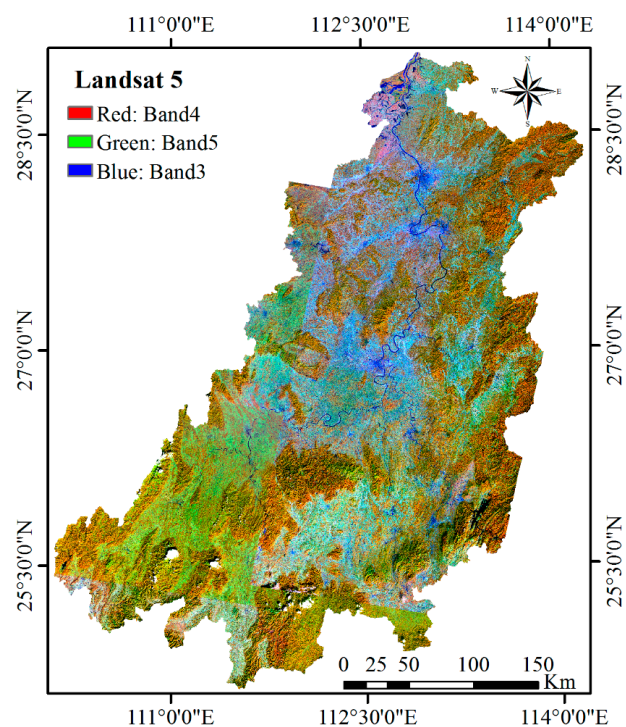 111°0'0"E 112°30'0"E 114°0'0"E
Landsat 5
Red: Band4
Green: Band5
Blue: Band3
N
W E
S
28°30'0"N 28°30'0"N
27°0'0"N 27°0'0"N
25°30'0"N 25°30'0"N
0 25 50 100 150
Km
111°0'0"E 112°30'0"E 114°0'0"E